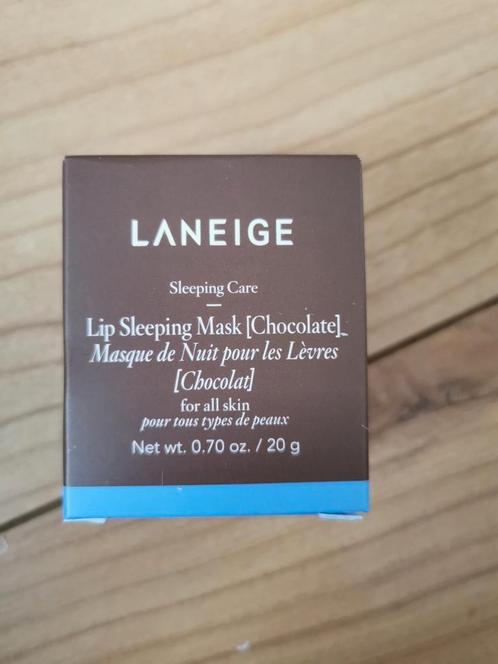 LANEIGE
Sleeping Care
Lip Sleeping Mask [Chocolate]
Masque de Nuit pour les Lèvres
[Chocolat]
for all skin
pour tous types de peaux
Net wt. 0.70 oz. / 20 g